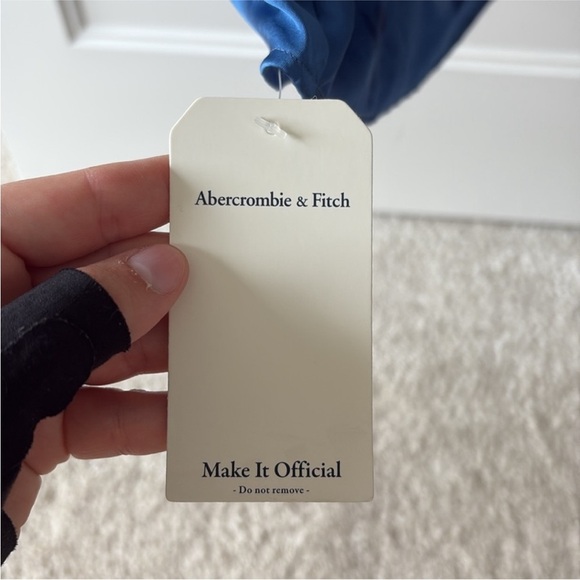 Abercrombie & Fitch
Make It Official
- Do not remove -